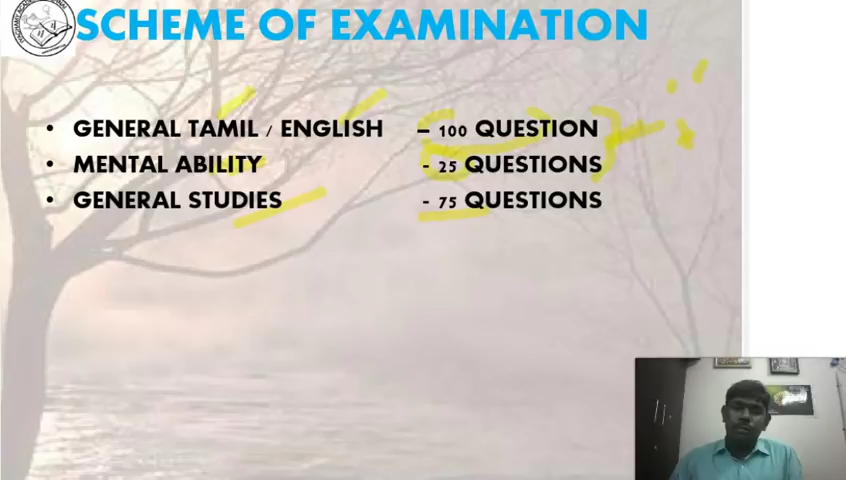 SCHEME OF EXAMINATION
• GENERAL TAMIL / ENGLISH – 100 QUESTION
• MENTAL ABILITY - 25 QUESTIONS
• GENERAL STUDIES - 75 QUESTIONS